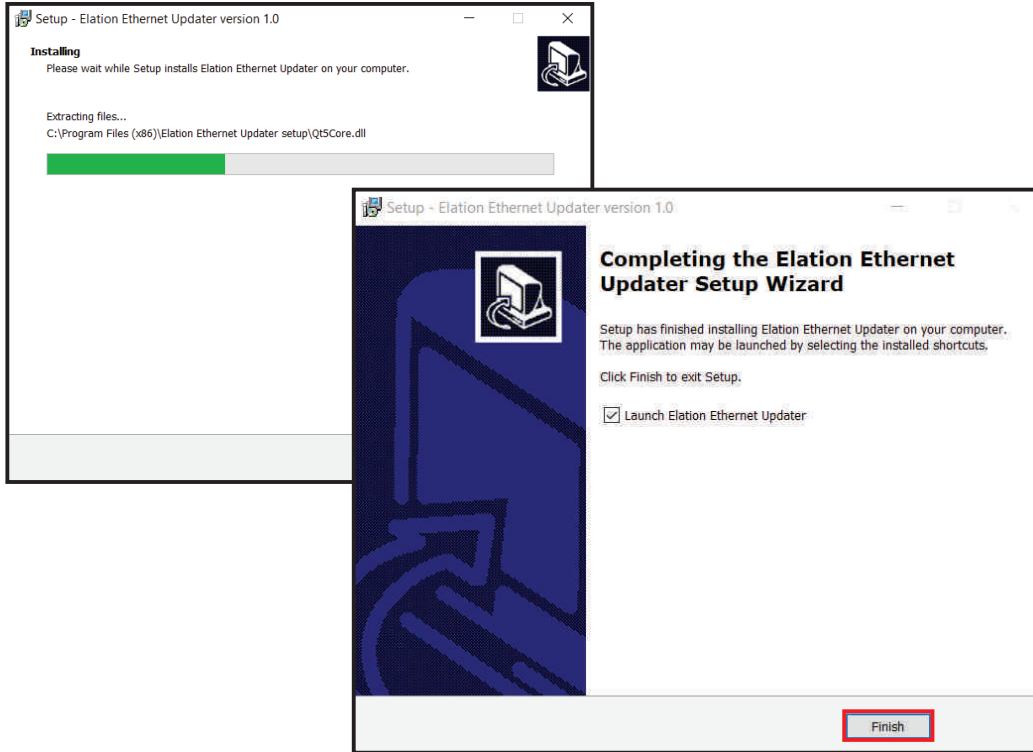 Setup - Elation Ethernet Updater version 1.0
Installing
Please wait while Setup installs Elation Ethernet Updater on your computer.
Extracting files...
C:\Program Files (x86)\Elation Ethernet Updater setup\Qt5Core.dll
Setup - Elation Ethernet Updater version 1.0
Completing the Elation Ethernet
Updater Setup Wizard
Setup has finished installing Elation Ethernet Updater on your computer.
The application may be launched by selecting the installed shortcuts.
Click Finish to exit Setup.
Launch Elation Ethernet Updater
Finish